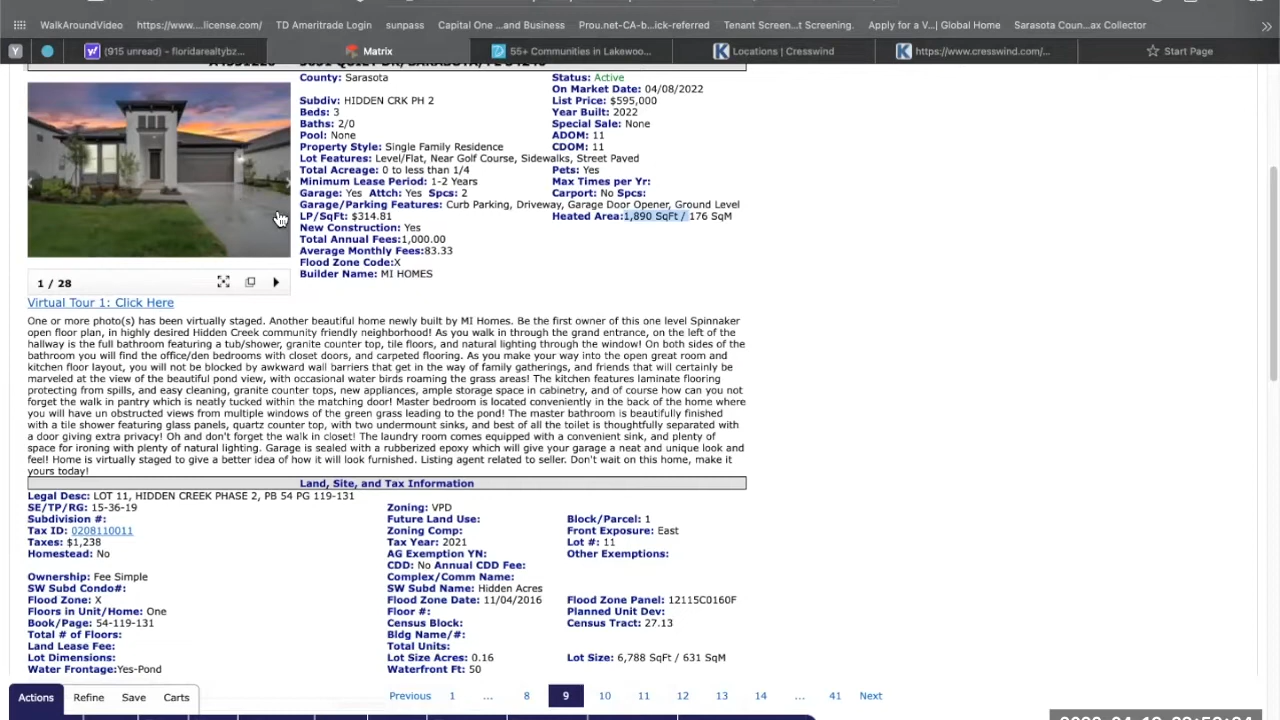 WalkAroundVideo https://www....license.com/ TD Ameritrade Login sunpass Capital One ...and Business Prou.net-CA-b...ick-referred Tenant Screen...t Screening. Apply for a V...| Global Home Sarasota Coun...ax Collector
Y (915 unread) - floridarealtybz... Matrix 55+ Communities in Lakewoo... K Locations | Cresswind K https://www.cresswind.com/... Start Page
County: Sarasota Status: Active
On Market Date: 04/08/2022
Subdiv: HIDDEN CRK PH 2 List Price: $595,000
Beds: 3 Year Built: 2022
Baths: 2/0 Special Sale: None
Pool: None ADOM: 11
Property Style: Single Family Residence CDOM: 11
Lot Features: Level/Flat, Near Golf Course, Sidewalks, Street Paved
Total Acreage: 0 to less than 1/4 Pets: Yes
Minimum Lease Period: 1-2 Years Max Times per Yr:
Garage: Yes Attch: Yes Spcs: 2 Carport: No Spcs:
Garage/Parking Features: Curb Parking, Driveway, Garage Door Opener, Ground Level
LP/SqFt: $314.81 Heated Area:1,890 SqFt / 176 SqM
New Construction: Yes
Total Annual Fees:1,000.00
Average Monthly Fees:83.33
Flood Zone Code:X
Builder Name: MI HOMES
1 / 28
Virtual Tour 1: Click Here
One or more photo(s) has been virtually staged. Another beautiful home newly built by MI Homes. Be the first owner of this one level Spinnaker
open floor plan, in highly desired Hidden Creek community friendly neighborhood! As you walk in through the grand entrance, on the left of the
hallway is the full bathroom featuring a tub/shower, granite counter top, tile floors, and natural lighting through the window! On both sides of the
bathroom you will find the office/den bedrooms with closet doors, and carpeted flooring. As you make your way into the open great room and
kitchen floor layout, you will not be blocked by awkward wall barriers that get in the way of family gatherings, and friends that will certainly be
marveled at the view of the beautiful pond view, with occasional water birds roaming the grass areas! The kitchen features laminate flooring
protecting from spills, and easy cleaning, granite counter tops, new appliances, ample storage space in cabinetry, and of course how can you not
forget the walk in pantry which is neatly tucked within the matching door! Master bedroom is located conveniently in the back of the home where
you will have un obstructed views from multiple windows of the green grass leading to the pond! The master bathroom is beautifully finished
with a tile shower featuring glass panels, quartz counter top, with two undermount sinks, and best of all the toilet is thoughtfully separated with
a door giving extra privacy! Oh and don't forget the walk in closet! The laundry room comes equipped with a convenient sink, and plenty of
space for ironing with plenty of natural lighting. Garage is sealed with a rubberized epoxy which will give your garage a neat and unique look and
feel! Home is virtually staged to give a better idea of how it will look furnished. Listing agent related to seller. Don't wait on this home, make it
yours today!
Land, Site, and Tax Information
Legal Desc: LOT 11, HIDDEN CREEK PHASE 2, PB 54 PG 119-131
SE/TP/RG: 15-36-19 Zoning: VPD
Subdivision #: Future Land Use: Block/Parcel: 1
Tax ID: 0208110011 Zoning Comp: Front Exposure: East
Taxes: $1,238 Tax Year: 2021 Lot #: 11
Homestead: No AG Exemption YN: Other Exemptions:
CDD: No Annual CDD Fee:
Ownership: Fee Simple Complex/Comm Name:
SW Subd Condo#: SW Subd Name: Hidden Acres
Flood Zone: X Flood Zone Date: 11/04/2016 Flood Zone Panel: 12115C0160F
Floors in Unit/Home: One Floor #: Planned Unit Dev:
Book/Page: 54-119-131 Census Block: Census Tract: 27.13
Total # of Floors: Bldg Name/#:
Land Lease Fee: Total Units:
Lot Dimensions: Lot Size Acres: 0.16 Lot Size: 6,788 SqFt / 631 SqM
Water Frontage:Yes-Pond Waterfront Ft: 50
Actions Refine Save Carts Previous 1 ... 8 9 10 11 12 13 14 ... 41 Next